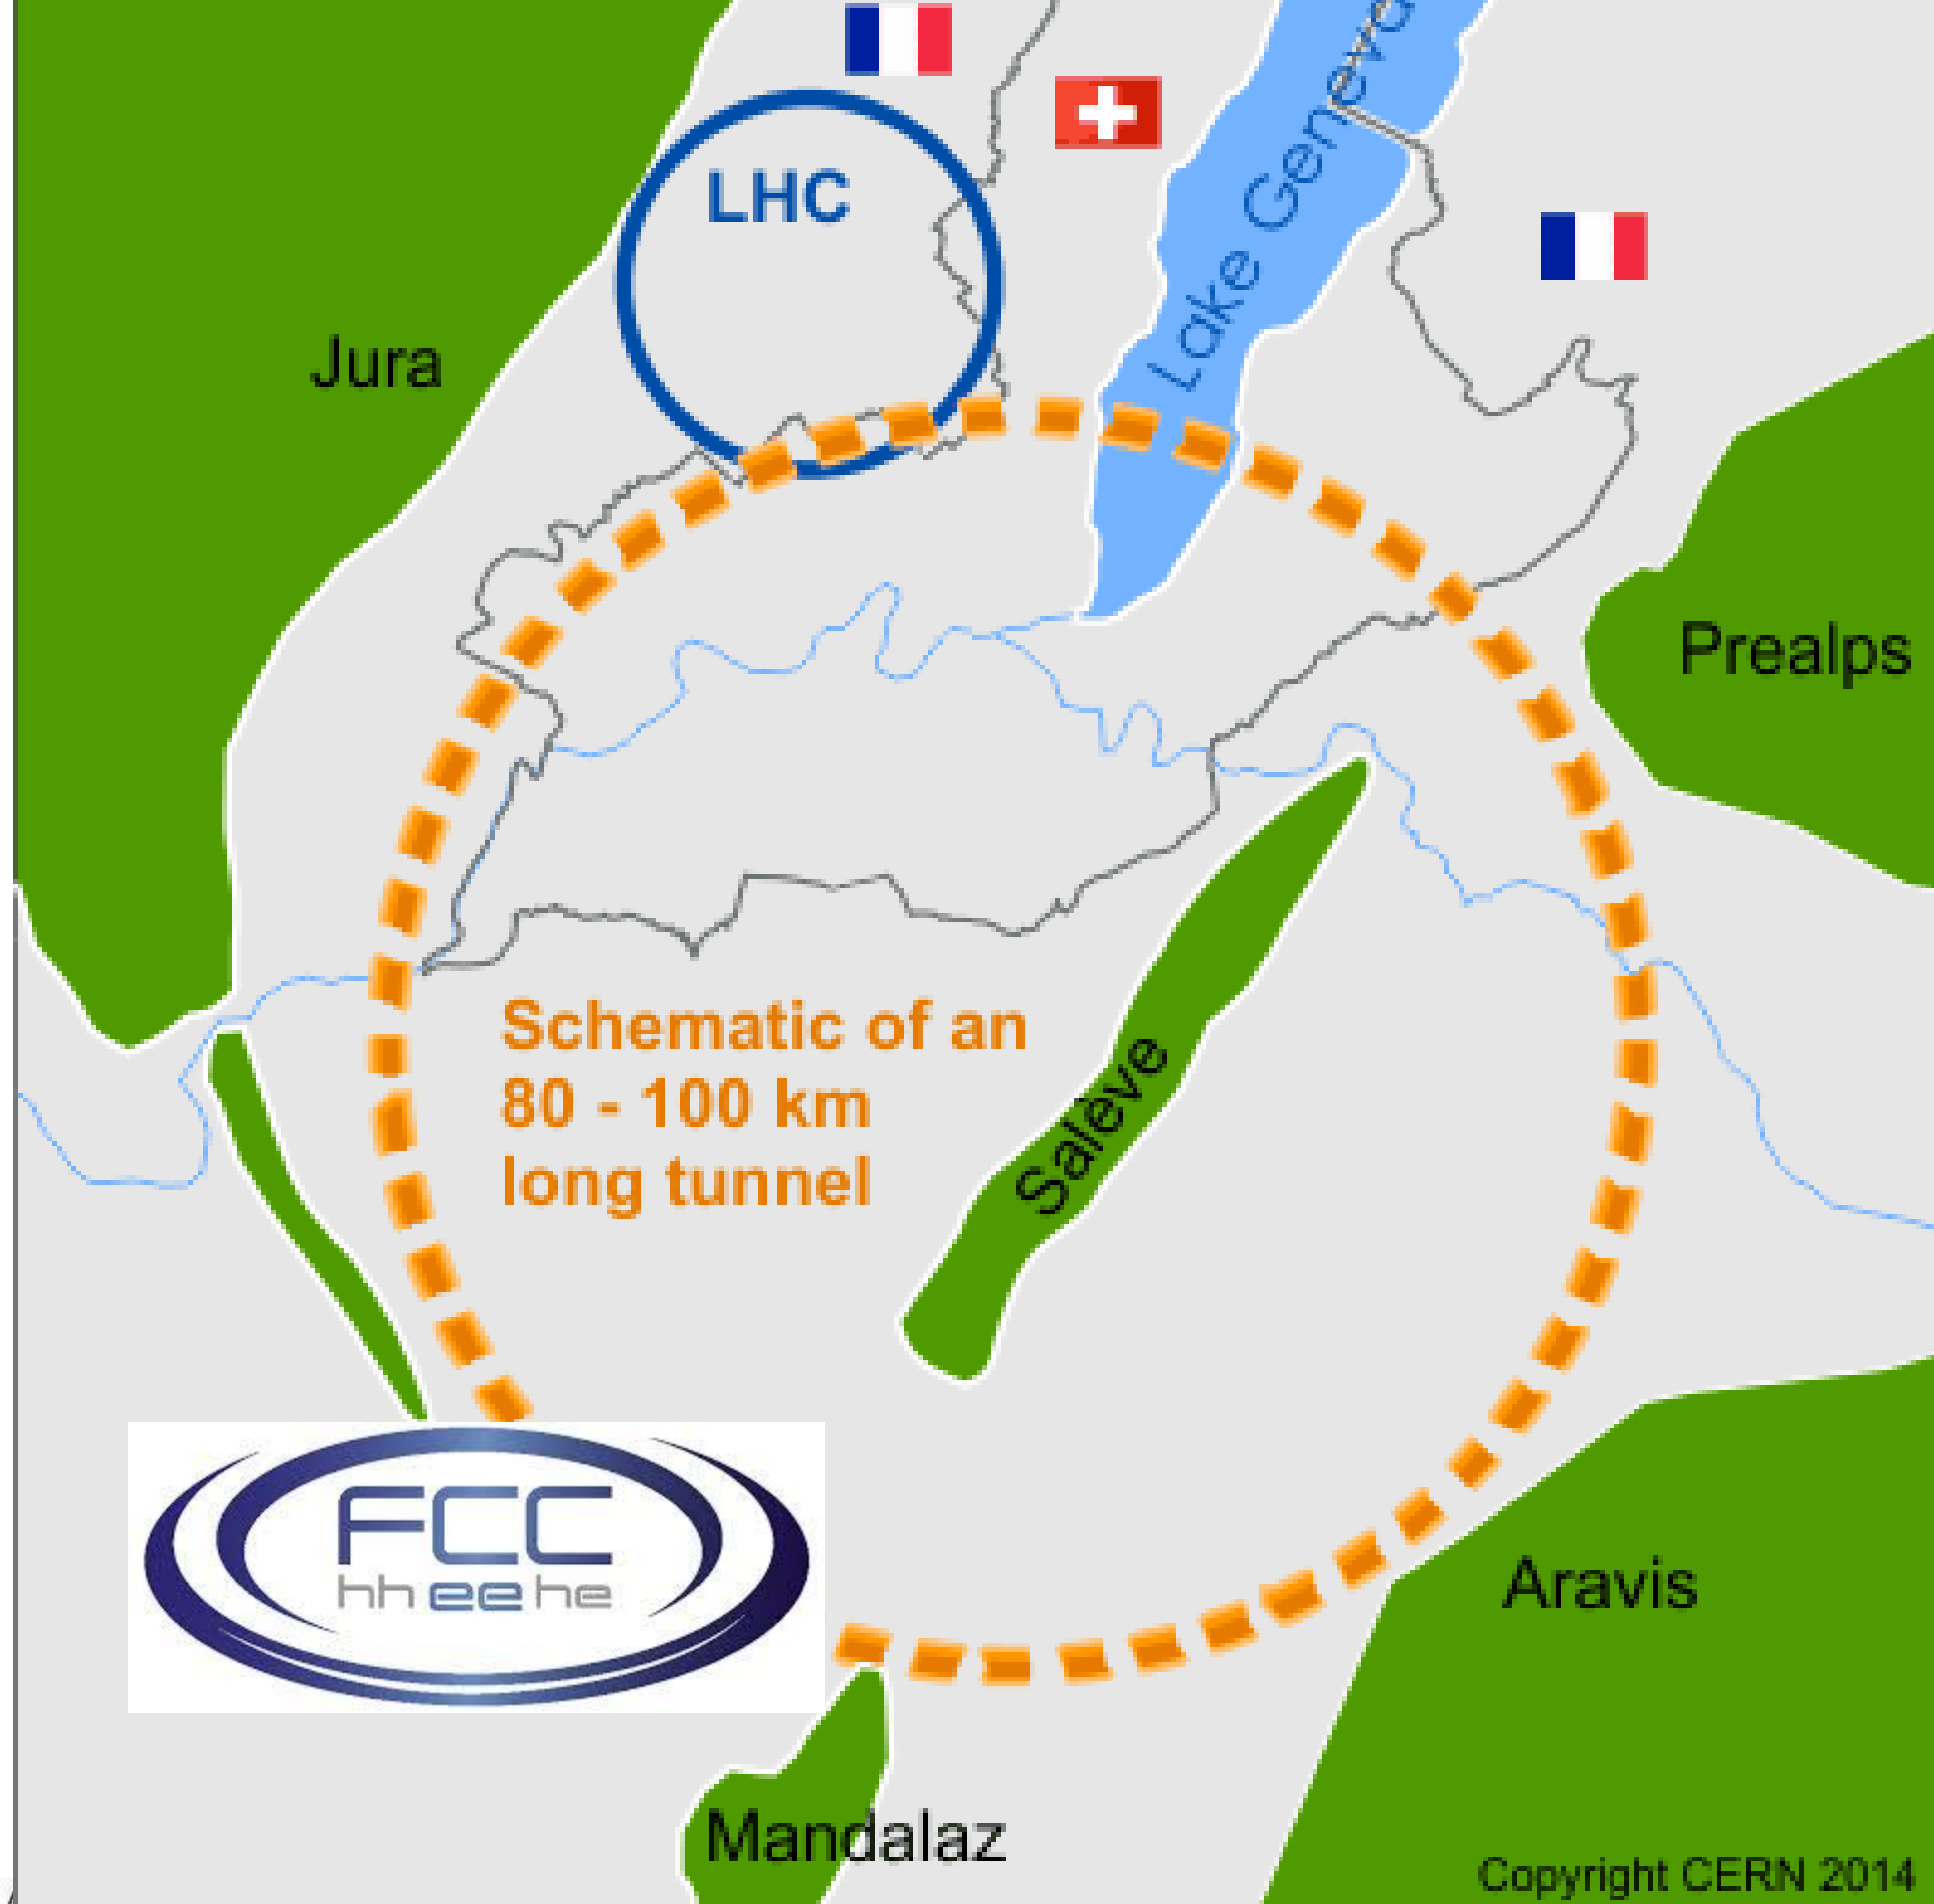 LHC
Lake Geneva
Jura
Prealps
Schematic of an
80 - 100 km
long tunnel
Salève
FCC
hh ee he
Aravis
Mandalaz
Copyright CERN 2014